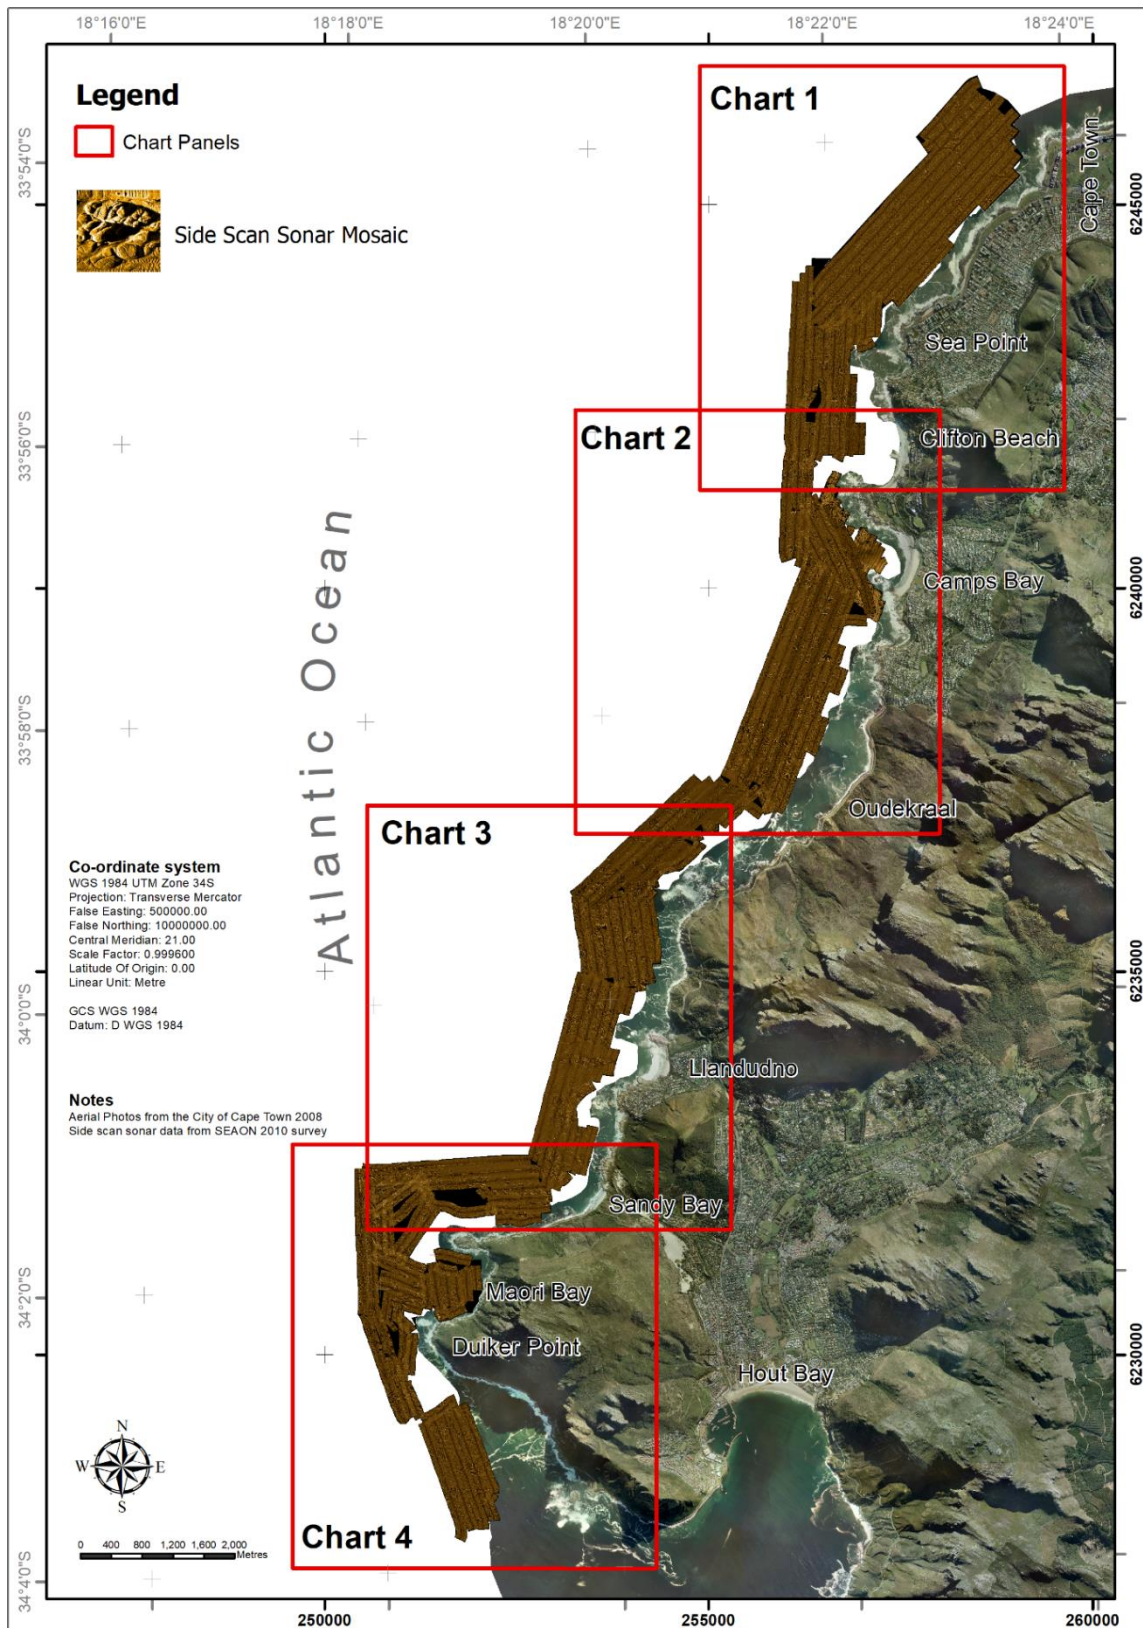 18°16'0"E
18°18'0"E
18°20'0"E
18°22'0"E
18°24'0"E
Legend
Chart Panels
Side Scan Sonar Mosaic
Chart 1
Cape Town
33°54'0"S
6245000
Sea Point
Chart 2
Clifton Beach
33°56'0"S
Atlantic Ocean
Camps Bay
6240000
33°58'0"S
Oudekraal
Chart 3
Co-ordinate system
WGS 1984 UTM Zone 34S
Projection: Transverse Mercator
False Easting: 500000.00
False Northing: 10000000.00
Central Meridian: 21.00
Scale Factor: 0.999600
Latitude Of Origin: 0.00
Linear Unit: Metre
GCS WGS 1984
Datum: D WGS 1984
6235000
34°0'0"S
Llandudno
Notes
Aerial Photos from the City of Cape Town 2008
Side scan sonar data from SEAON 2010 survey
Sandy Bay
34°2'0"S
Maori Bay
Duiker Point
6230000
Hout Bay
N
W E
S
Chart 4
0 400 800 1,200 1,600 2,000
Metres
34°4'0"S
250000
255000
260000